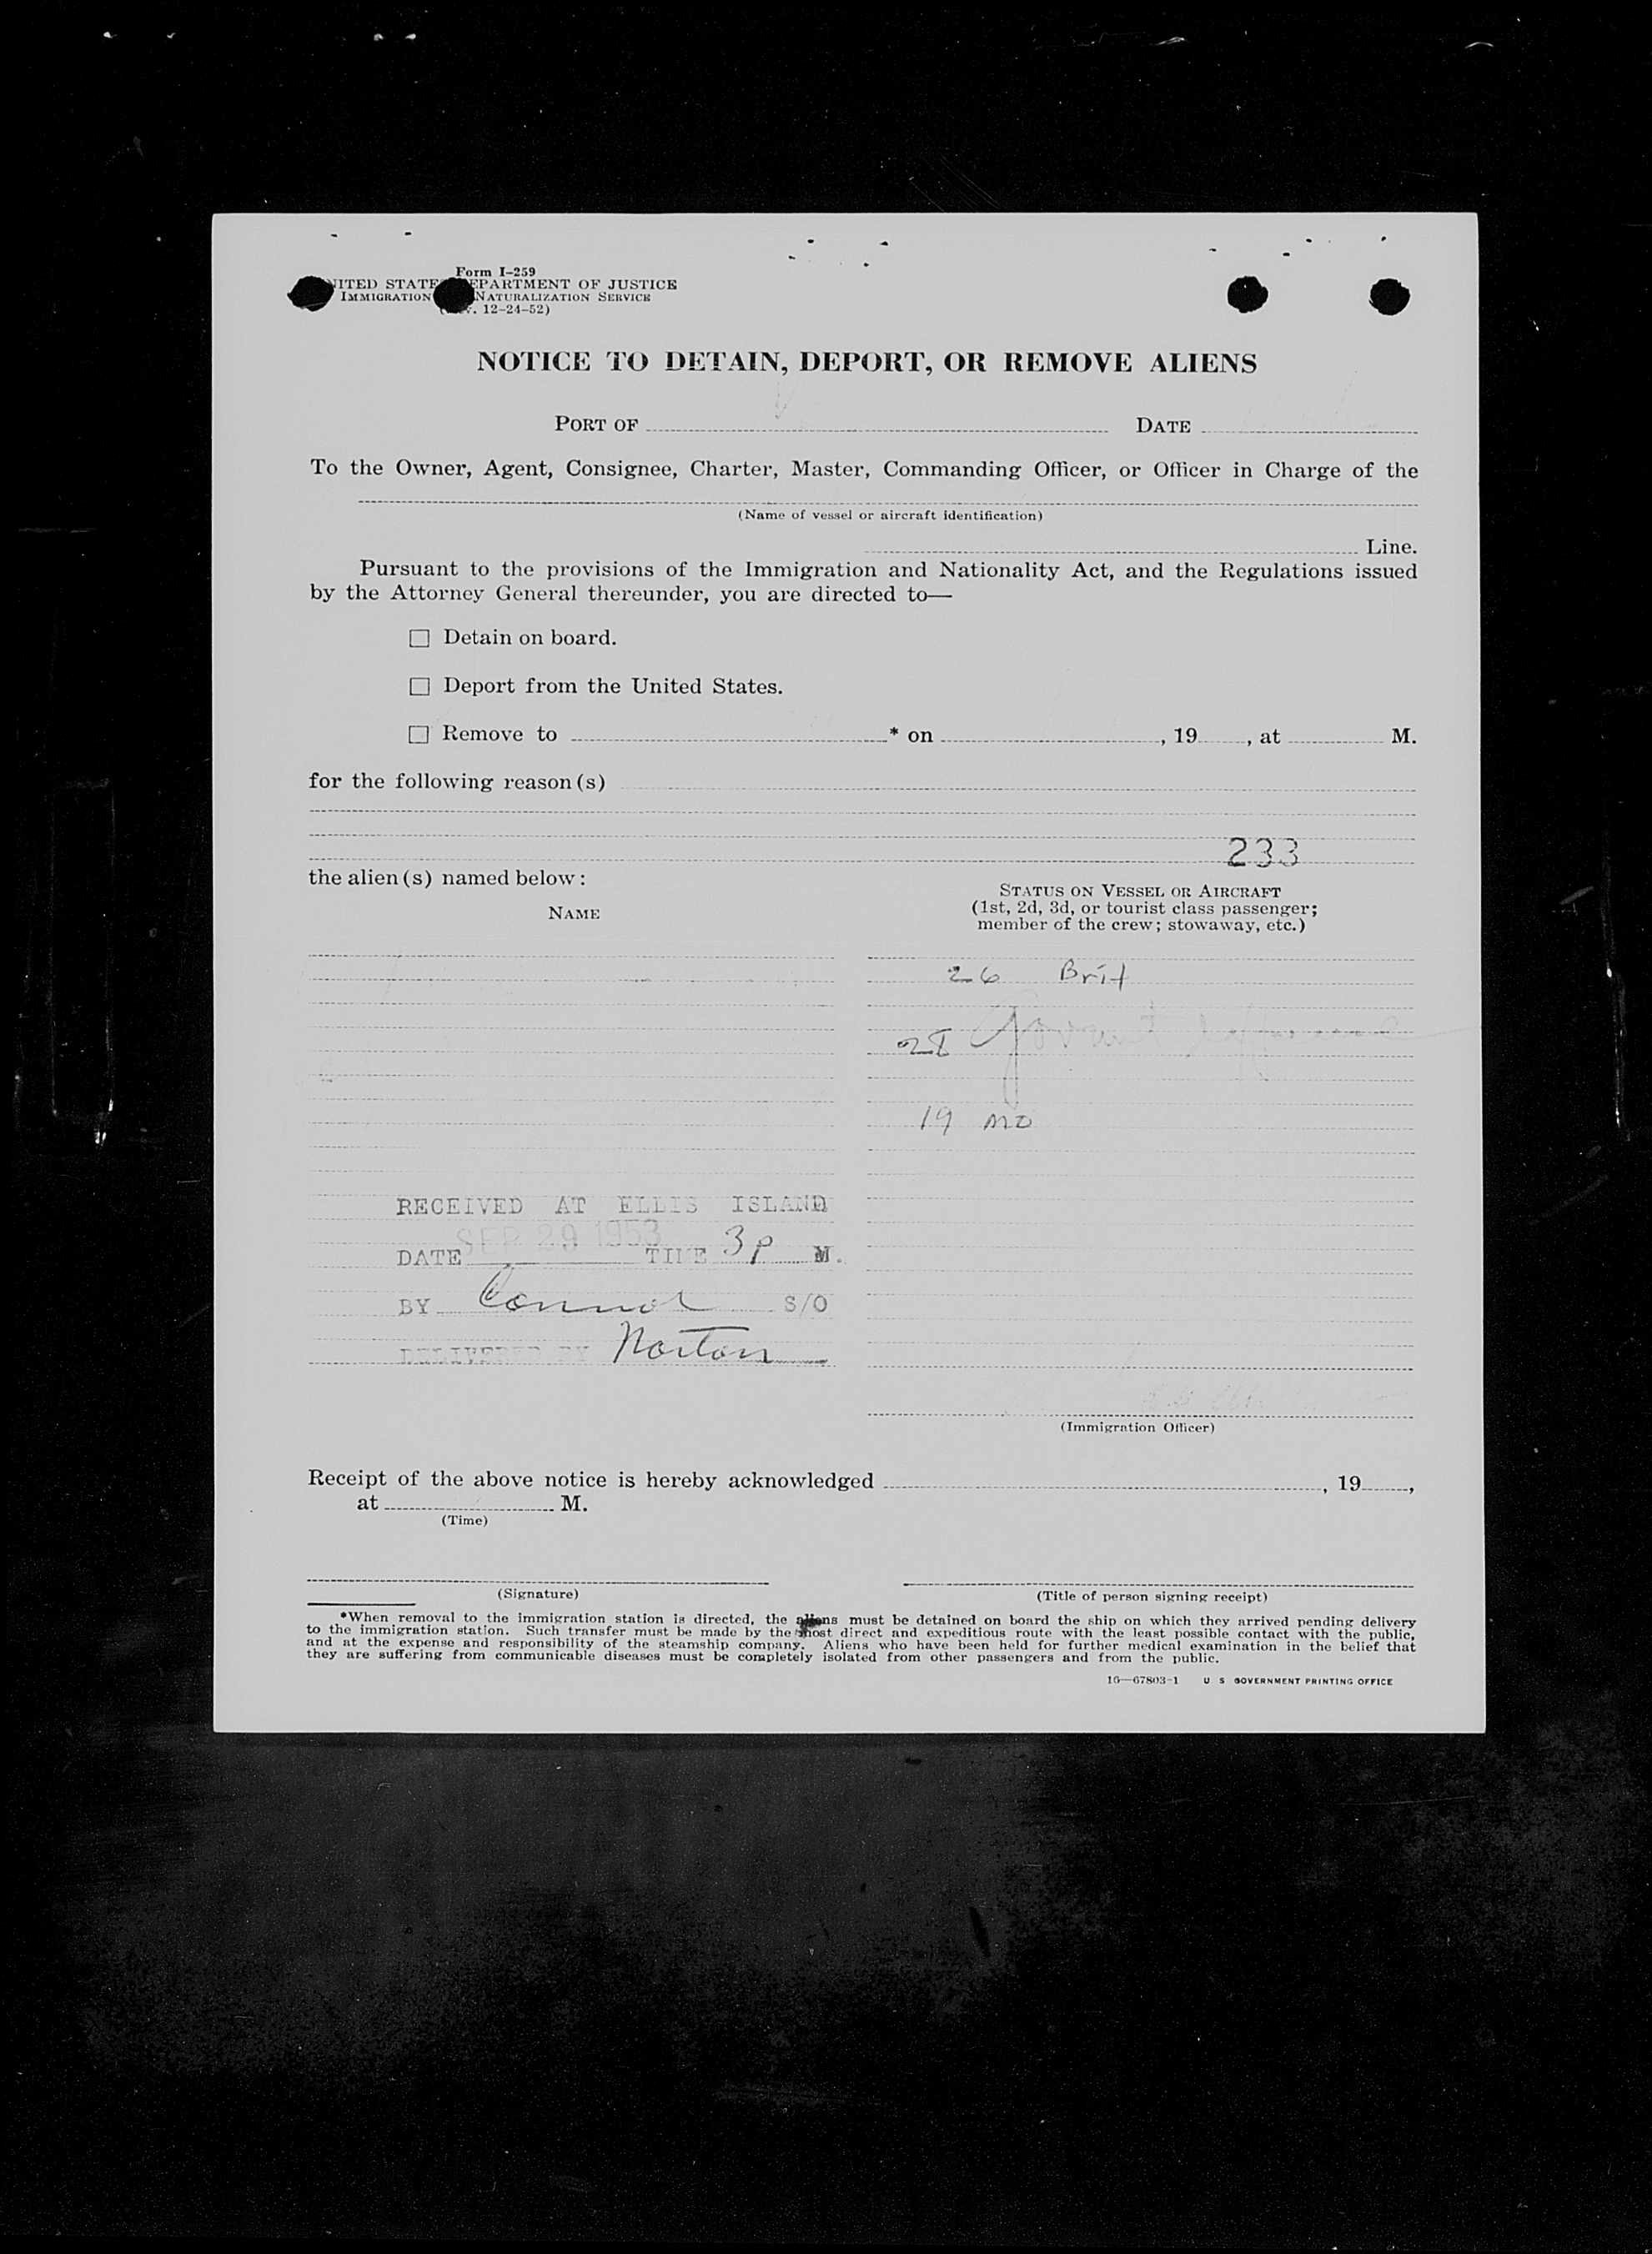 Form I-259
UNITED STATES DEPARTMENT OF JUSTICE
IMMIGRATION NATURALIZATION SERVICE
12-24-52)
NOTICE TO DETAIN, DEPORT, OR REMOVE ALIENS
PORT OF DATE
To the Owner, Agent, Consignee, Charter, Master, Commanding Officer, or Officer in Charge of the
(Name of vessel or aircraft identification)
Line.
Pursuant to the provisions of the Immigration and Nationality Act, and the Regulations issued
by the Attorney General thereunder, you are directed to—
☐ Detain on board.
☐ Deport from the United States.
☐ Remove to * on , 19 , at M.
for the following reason(s)
233
the alien(s) named below:
NAME
STATUS ON VESSEL OR AIRCRAFT
(1st, 2d, 3d, or tourist class passenger;
member of the crew; stowaway, etc.)
26 Brit
28
19 mo
RECEIVED AT ELLIS ISLAND
SEP 29 1953
DATE TIME 3 P M.
BY Connor S/O
DELIVERED BY Norton
(Immigration Officer)
Receipt of the above notice is hereby acknowledged , 19 ,
at M.
(Time)
(Signature) (Title of person signing receipt)
*When removal to the immigration station is directed, the aliens must be detained on board the ship on which they arrived pending delivery
to the immigration station. Such transfer must be made by the most direct and expeditious route with the least possible contact with the public,
and at the expense and responsibility of the steamship company. Aliens who have been held for further medical examination in the belief that
they are suffering from communicable diseases must be completely isolated from other passengers and from the public.
16—67803-1 U S GOVERNMENT PRINTING OFFICE